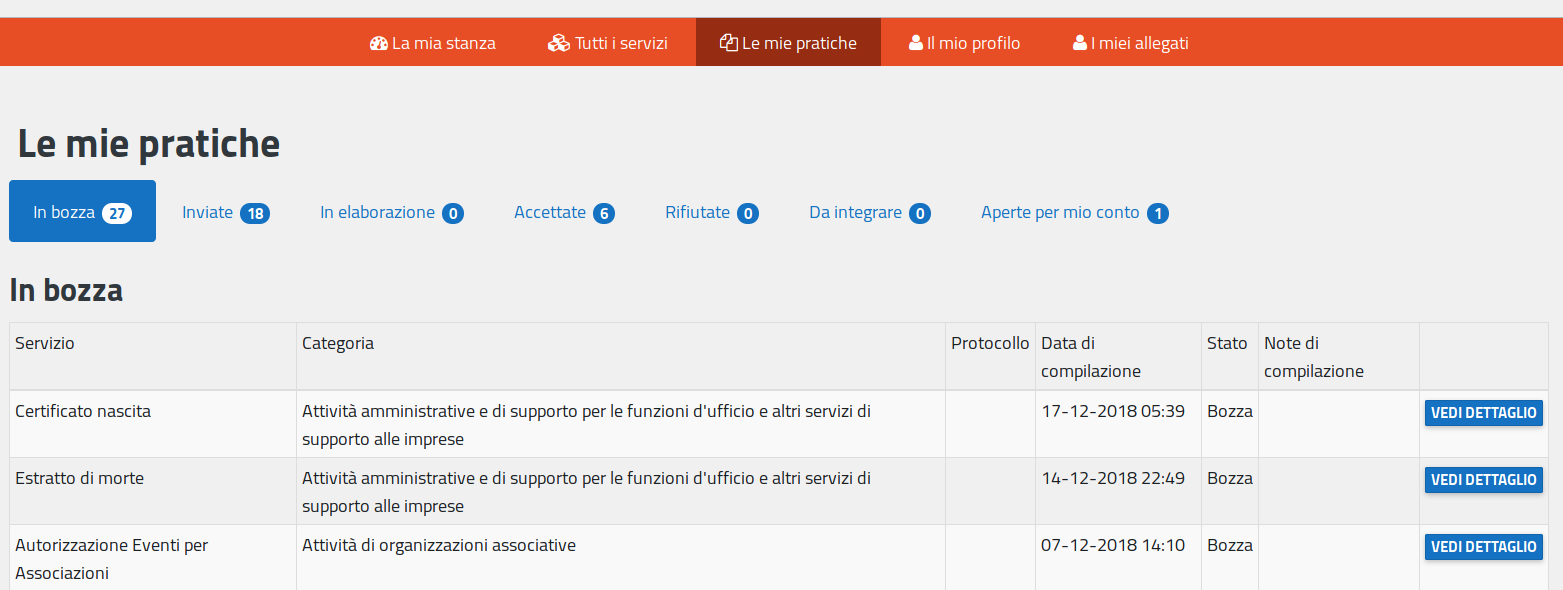 La mia stanza Tutti i servizi Le mie pratiche Il mio profilo I miei allegati
Le mie pratiche
In bozza 27 Inviate 18 In elaborazione 0 Accettate 6 Rifiutate 0 Da integrare 0 Aperte per mio conto 1
In bozza
Servizio Categoria Protocollo Data di compilazione Stato Note di compilazione
Certificato nascita Attività amministrative e di supporto per le funzioni d'ufficio e altri servizi di supporto alle imprese 17-12-2018 05:39 Bozza VEDI DETTAGLIO
Estratto di morte Attività amministrative e di supporto per le funzioni d'ufficio e altri servizi di supporto alle imprese 14-12-2018 22:49 Bozza VEDI DETTAGLIO
Autorizzazione Eventi per Associazioni Attività di organizzazioni associative 07-12-2018 14:10 Bozza VEDI DETTAGLIO